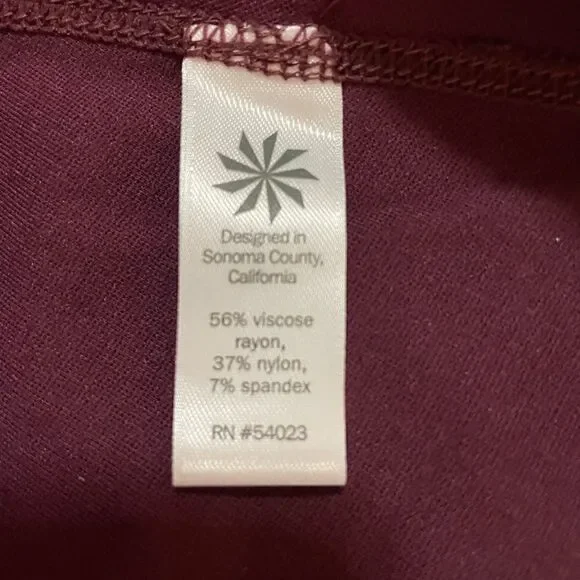 Designed in
Sonoma County,
California
56% viscose
rayon,
37% nylon,
7% spandex
RN #54023